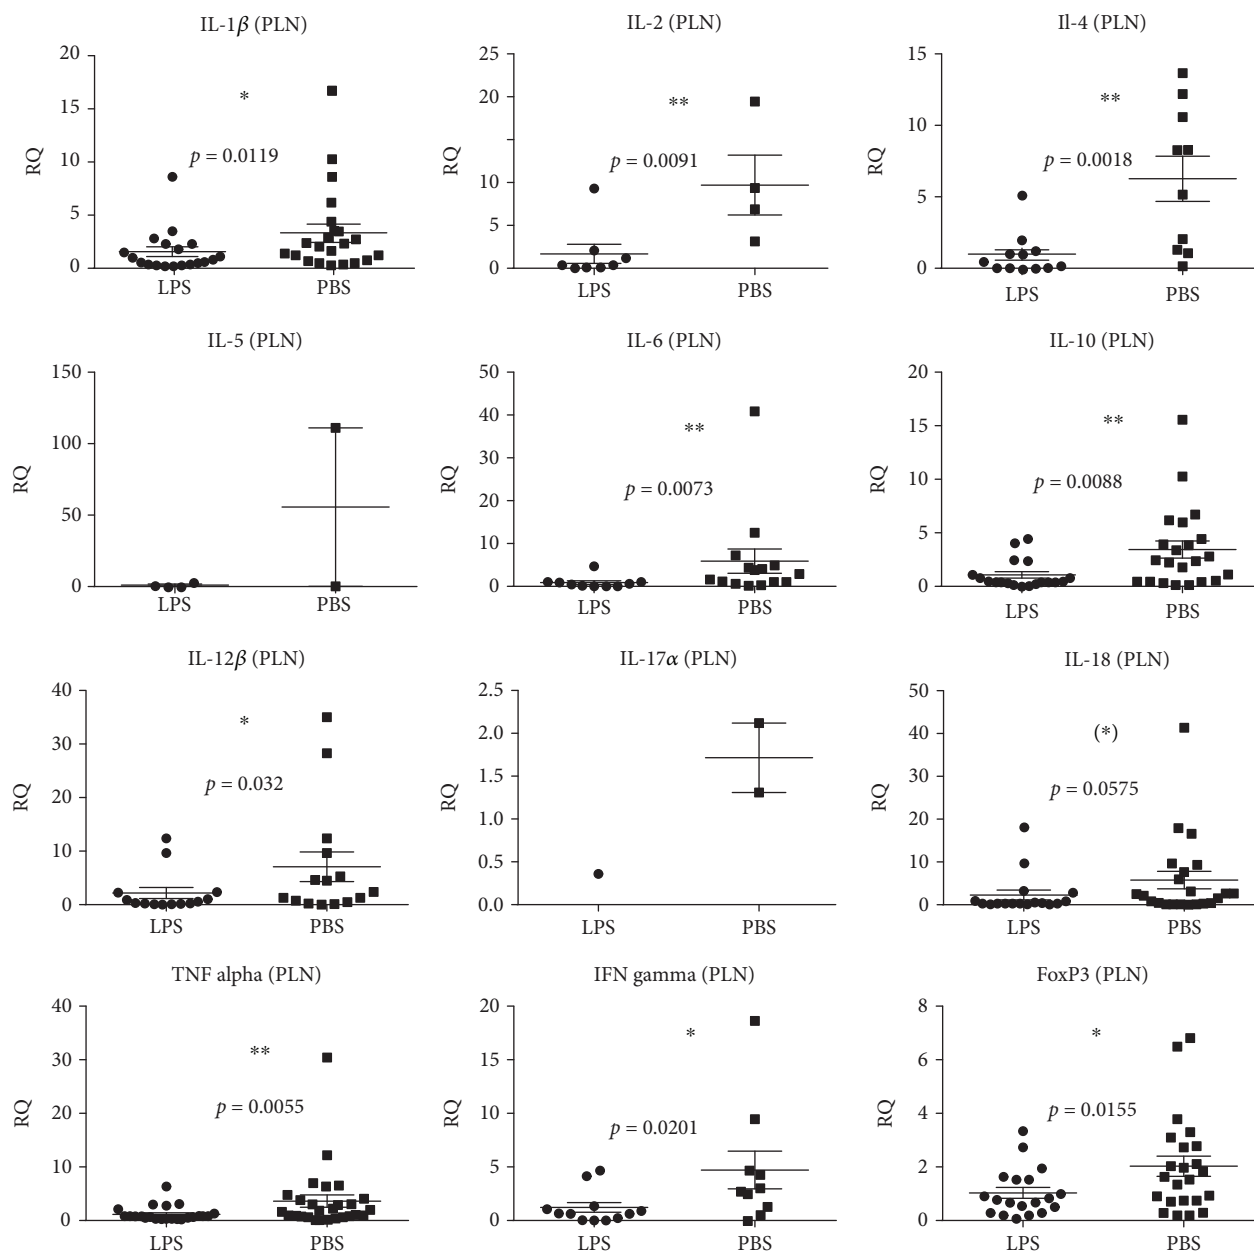 IL-1β (PLN)
20
15
10
5
0
RQ
*
p = 0.0119
LPS PBS
IL-2 (PLN)
25
20
10
5
0
RQ
**
p = 0.0091
LPS PBS
Il-4 (PLN)
15
10
5
0
RQ
**
p = 0.0018
LPS PBS
IL-5 (PLN)
150
100
50
0
RQ
LPS PBS
IL-6 (PLN)
50
40
30
20
10
0
RQ
**
p = 0.0073
LPS PBS
IL-10 (PLN)
20
15
10
5
0
RQ
**
p = 0.0088
LPS PBS
IL-12β (PLN)
40
30
20
10
0
RQ
*
p = 0.032
LPS PBS
IL-17α (PLN)
2.5
2.0
1.5
1.0
0.5
0.0
RQ
LPS PBS
IL-18 (PLN)
50
40
30
20
10
0
RQ
(*)
p = 0.0575
LPS PBS
TNF alpha (PLN)
40
30
20
10
0
RQ
**
p = 0.0055
LPS PBS
IFN gamma (PLN)
20
15
10
5
0
RQ
*
p = 0.0201
LPS PBS
FoxP3 (PLN)
8
6
4
2
0
RQ
*
p = 0.0155
LPS PBS